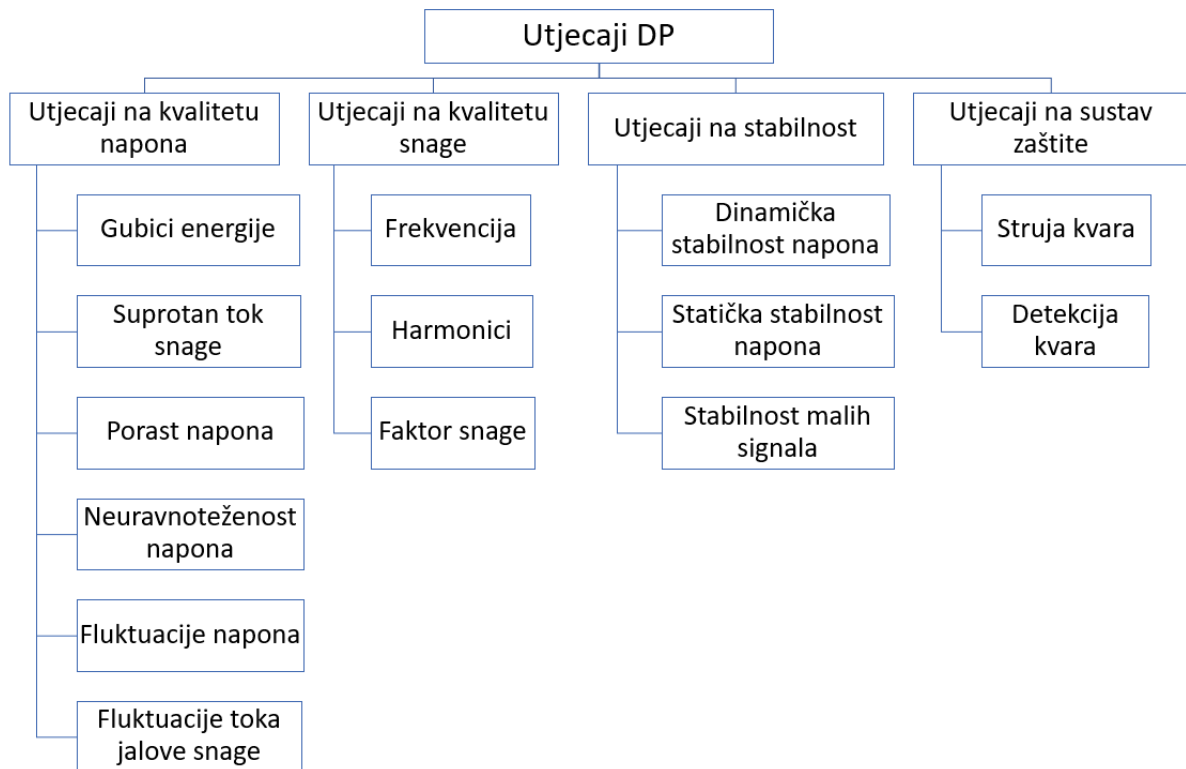 Utjecaji DP
Utjecaji na kvalitetu
napona
Gubici energije
Suprotan tok
snage
Porast napona
Neuravnoteženost
napona
Fluktuacije napona
Fluktuacije toka
jalove snage
Utjecaji na kvalitetu
snage
Frekvencija
Harmonici
Faktor snage
Utjecaji na stabilnost
Dinamička
stabilnost napona
Statička stabilnost
napona
Stabilnost malih
signala
Utjecaji na sustav
zaštite
Struja kvara
Detekcija
kvara